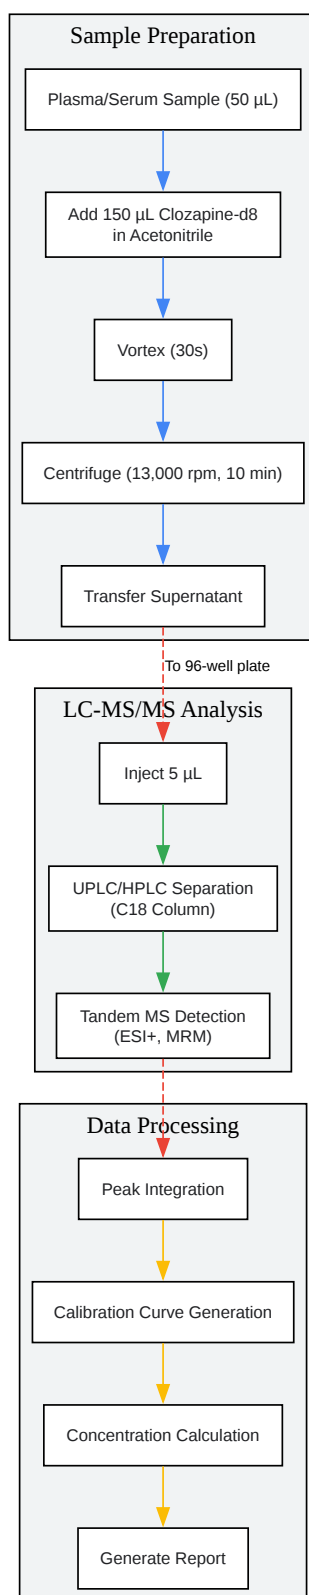 Sample Preparation
Plasma/Serum Sample (50 µL)
Add 150 µL Clozapine-d8
in Acetonitrile
Vortex (30s)
Centrifuge (13,000 rpm, 10 min)
Transfer Supernatant
To 96-well plate
LC-MS/MS Analysis
Inject 5 µL
UPLC/HPLC Separation
(C18 Column)
Tandem MS Detection
(ESI+, MRM)
Data Processing
Peak Integration
Calibration Curve Generation
Concentration Calculation
Generate Report